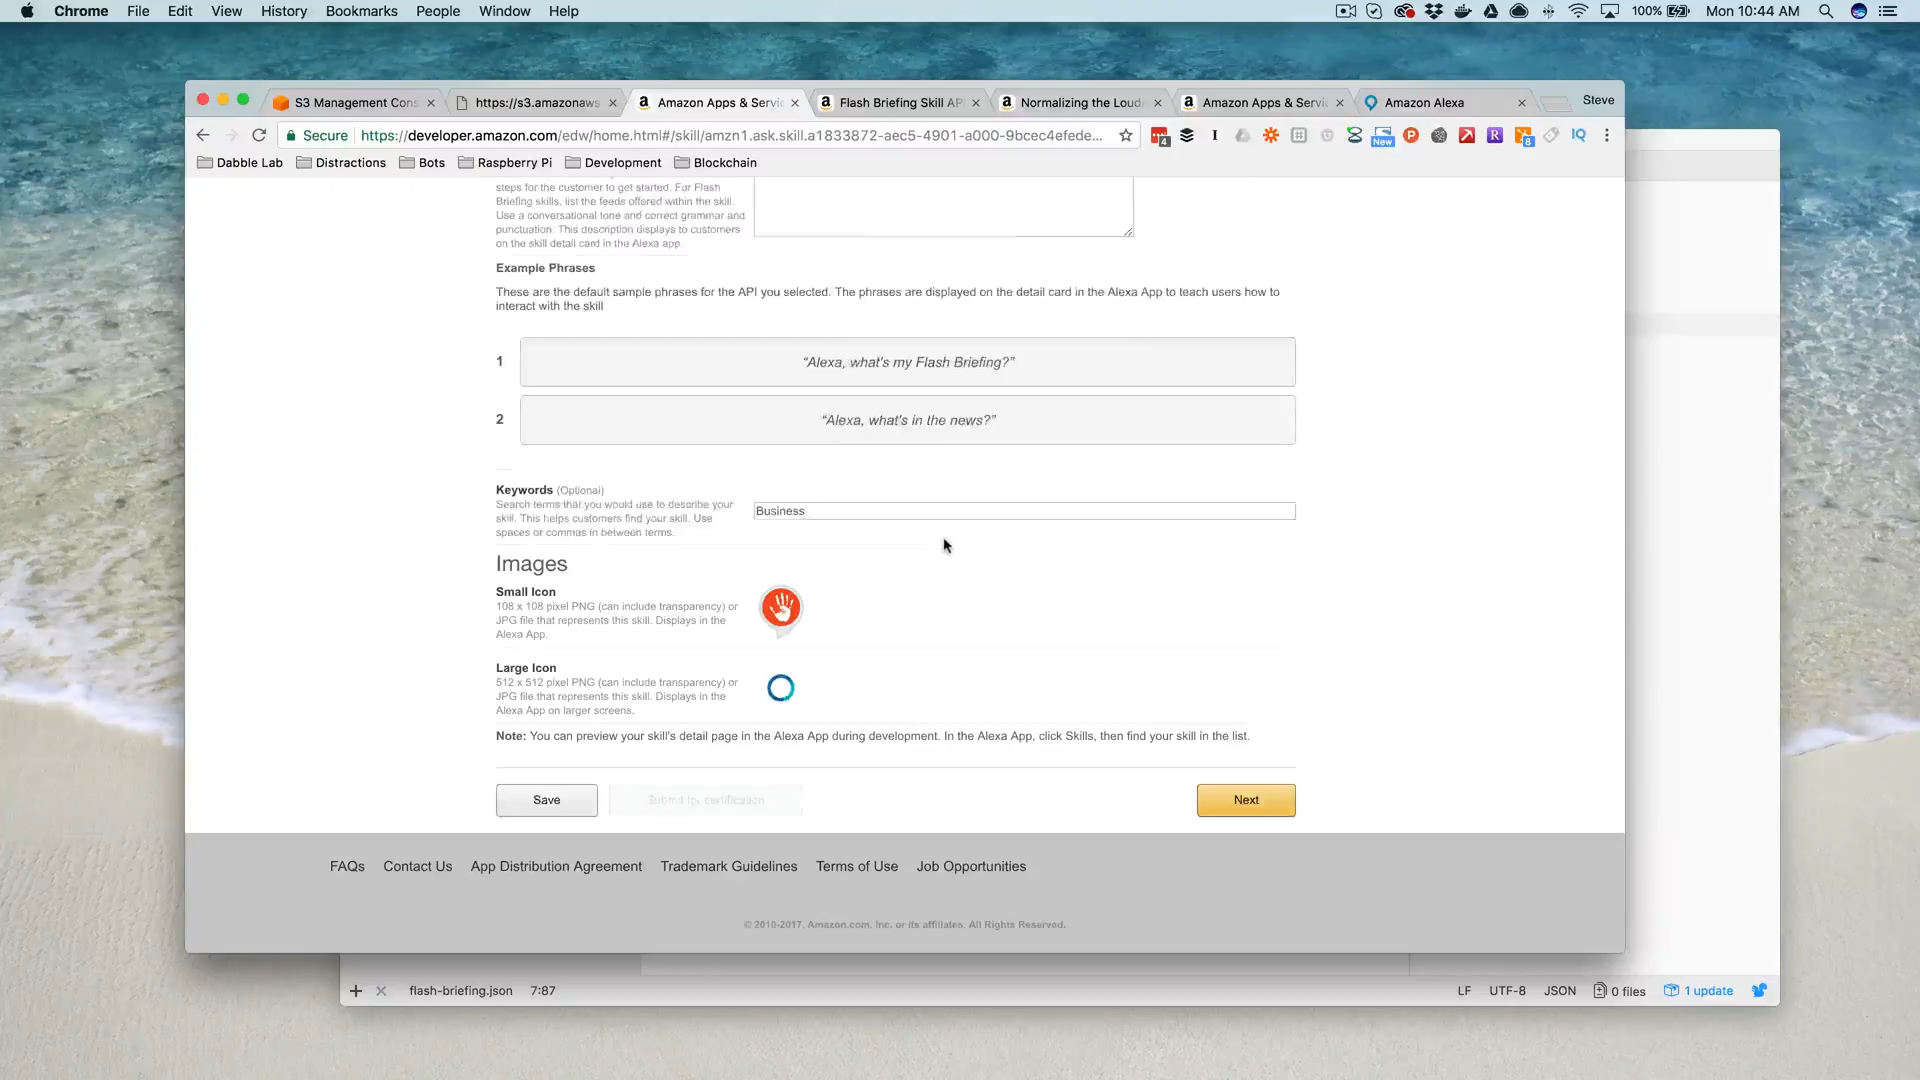 Chrome File Edit View History Bookmarks People Window Help 100% Mon 10:44 AM
S3 Management Cons https://s3.amazonaws Amazon Apps & Servic Flash Briefing Skill AP Normalizing the Loud Amazon Apps & Servic Amazon Alexa Steve
Secure https://developer.amazon.com/edw/home.html#/skill/amzn1.ask.skill.a1833872-aec5-4901-a000-9bcec4efede...
4 New P R 8 IQ
Dabble Lab Distractions Bots Raspberry Pi Development Blockchain
steps for the customer to get started. For Flash
Briefing skills, list the feeds offered within the skill.
Use a conversational tone and correct grammar and
punctuation. This description displays to customers
on the skill detail card in the Alexa app.
Example Phrases
These are the default sample phrases for the API you selected. The phrases are displayed on the detail card in the Alexa App to teach users how to
interact with the skill
1 “Alexa, what's my Flash Briefing?”
2 “Alexa, what's in the news?”
Keywords (Optional)
Search terms that you would use to describe your
skill. This helps customers find your skill. Use
spaces or commas in between terms.
Business
Images
Small Icon
108 x 108 pixel PNG (can include transparency) or
JPG file that represents this skill. Displays in the
Alexa App.
Large Icon
512 x 512 pixel PNG (can include transparency) or
JPG file that represents this skill. Displays in the
Alexa App on larger screens.
Note: You can preview your skill's detail page in the Alexa App during development. In the Alexa App, click Skills, then find your skill in the list.
Save Submit for certification Next
FAQs Contact Us App Distribution Agreement Trademark Guidelines Terms of Use Job Opportunities
© 2010-2017, Amazon.com, Inc. or its affiliates. All Rights Reserved.
flash-briefing.json 7:87 LF UTF-8 JSON 0 files 1 update